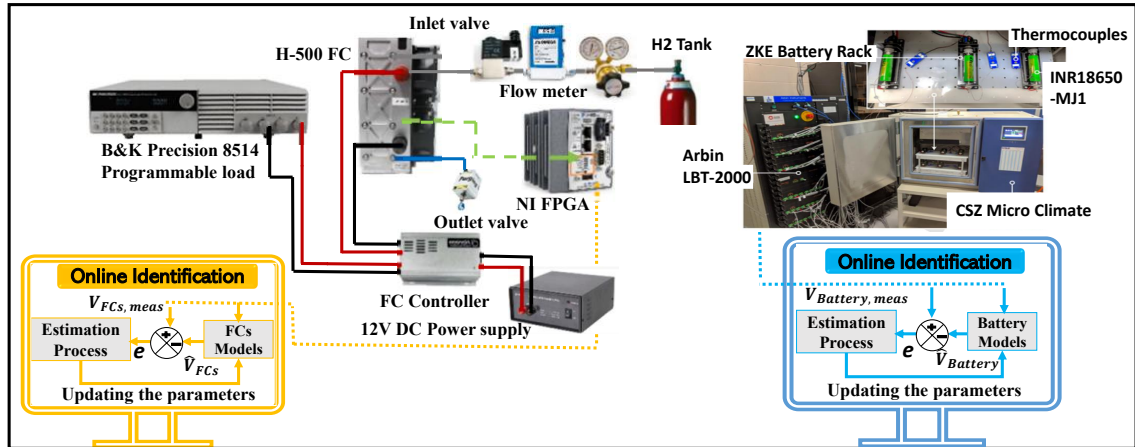 Inlet valve
H-500 FC
Flow meter
H2 Tank
B&K Precision 8514
Programmable load
NI FPGA
Outlet valve
FC Controller
12V DC Power supply
ZKE Battery Rack
Thermocouples
INR18650
-MJ1
Arbin
LBT-2000
CSZ Micro Climate
Online Identification
V_FCs, meas
Estimation
Process
e
FCs
Models
V̂_FCs
Updating the parameters
Online Identification
V_Battery, meas
Estimation
Process
e
Battery
Models
V̂_Battery
Updating the parameters